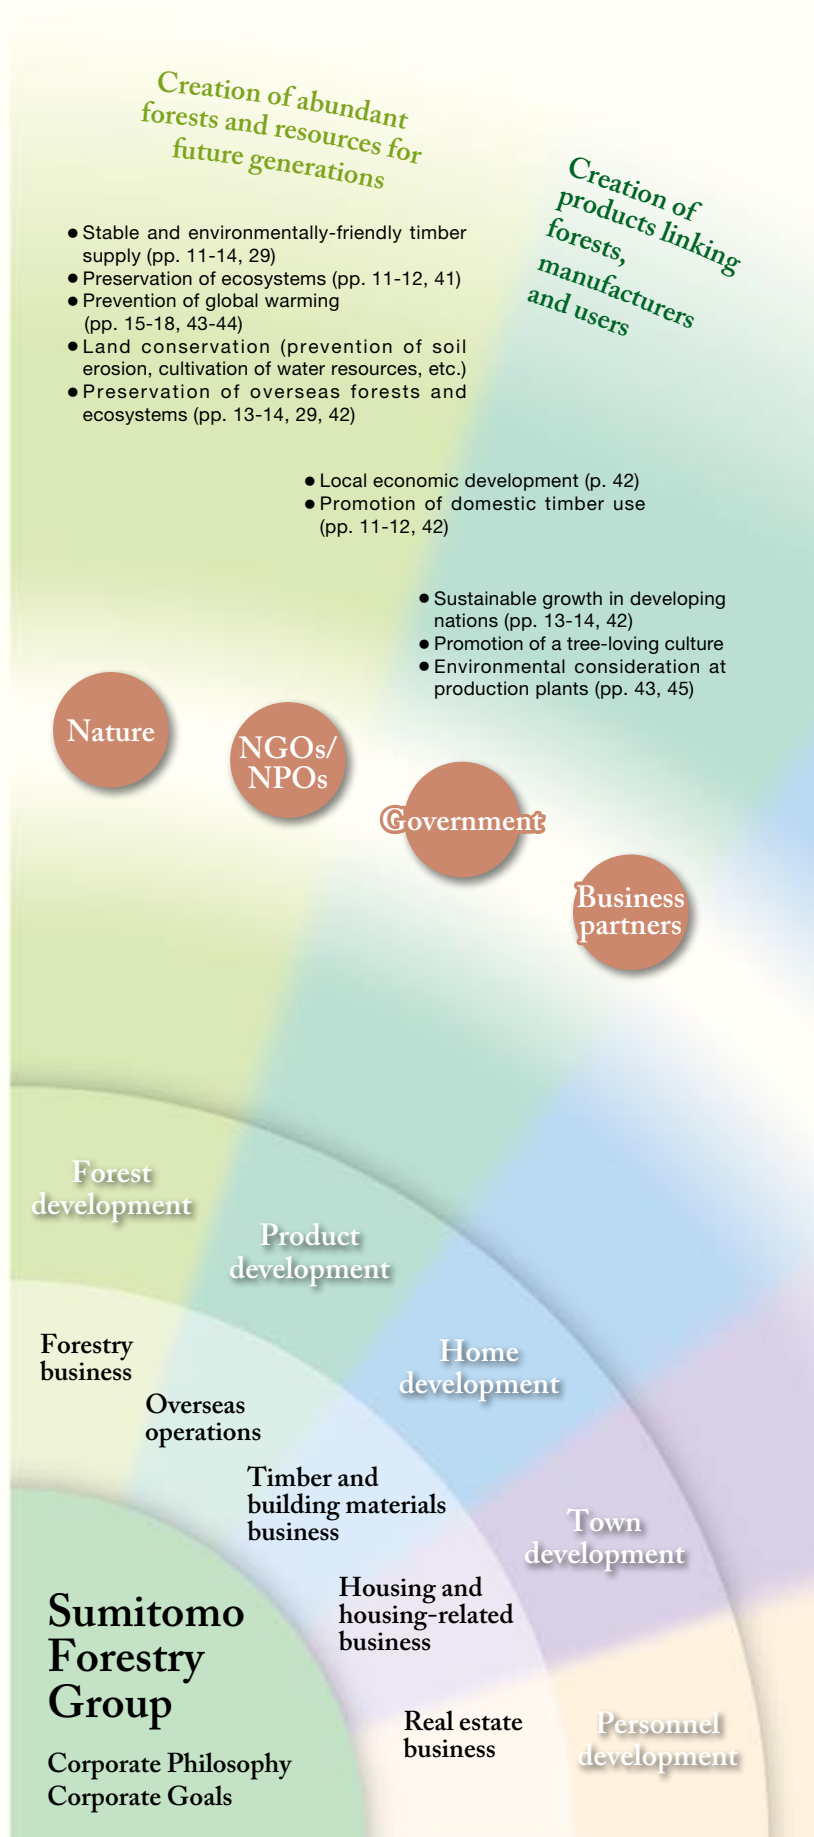 Creation of abundant
forests and resources for
future generations
Creation of
products linking
forests,
manufacturers
and users
● Stable and environmentally-friendly timber
supply (pp. 11-14, 29)
● Preservation of ecosystems (pp. 11-12, 41)
● Prevention of global warming
(pp. 15-18, 43-44)
● Land conservation (prevention of soil
erosion, cultivation of water resources, etc.)
● Preservation of overseas forests and
ecosystems (pp. 13-14, 29, 42)
● Local economic development (p. 42)
● Promotion of domestic timber use
(pp. 11-12, 42)
● Sustainable growth in developing
nations (pp. 13-14, 42)
● Promotion of a tree-loving culture
● Environmental consideration at
production plants (pp. 43, 45)
Nature
NGOs/
NPOs
Government
Business
partners
Forest
development
Product
development
Home
development
Town
development
Personnel
development
Forestry
business
Overseas
operations
Timber and
building materials
business
Housing and
housing-related
business
Real estate
business
Sumitomo
Forestry
Group
Corporate Philosophy
Corporate Goals